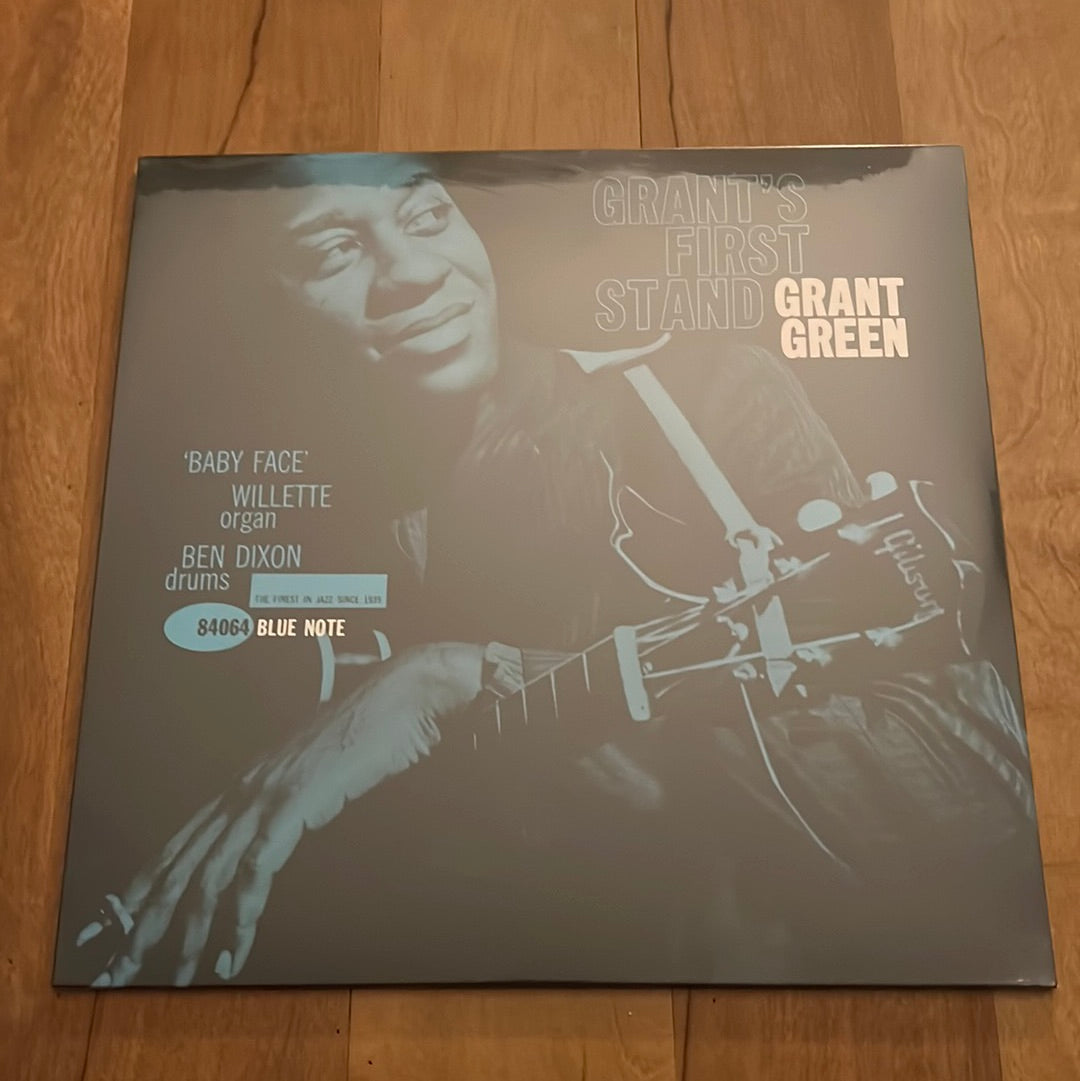 GRANT'S
FIRST
STAND
GRANT
GREEN
'BABY FACE'
WILLETTE
organ
BEN DIXON
drums
THE FINEST IN JAZZ SINCE 1939
84064 BLUE NOTE
Gibson